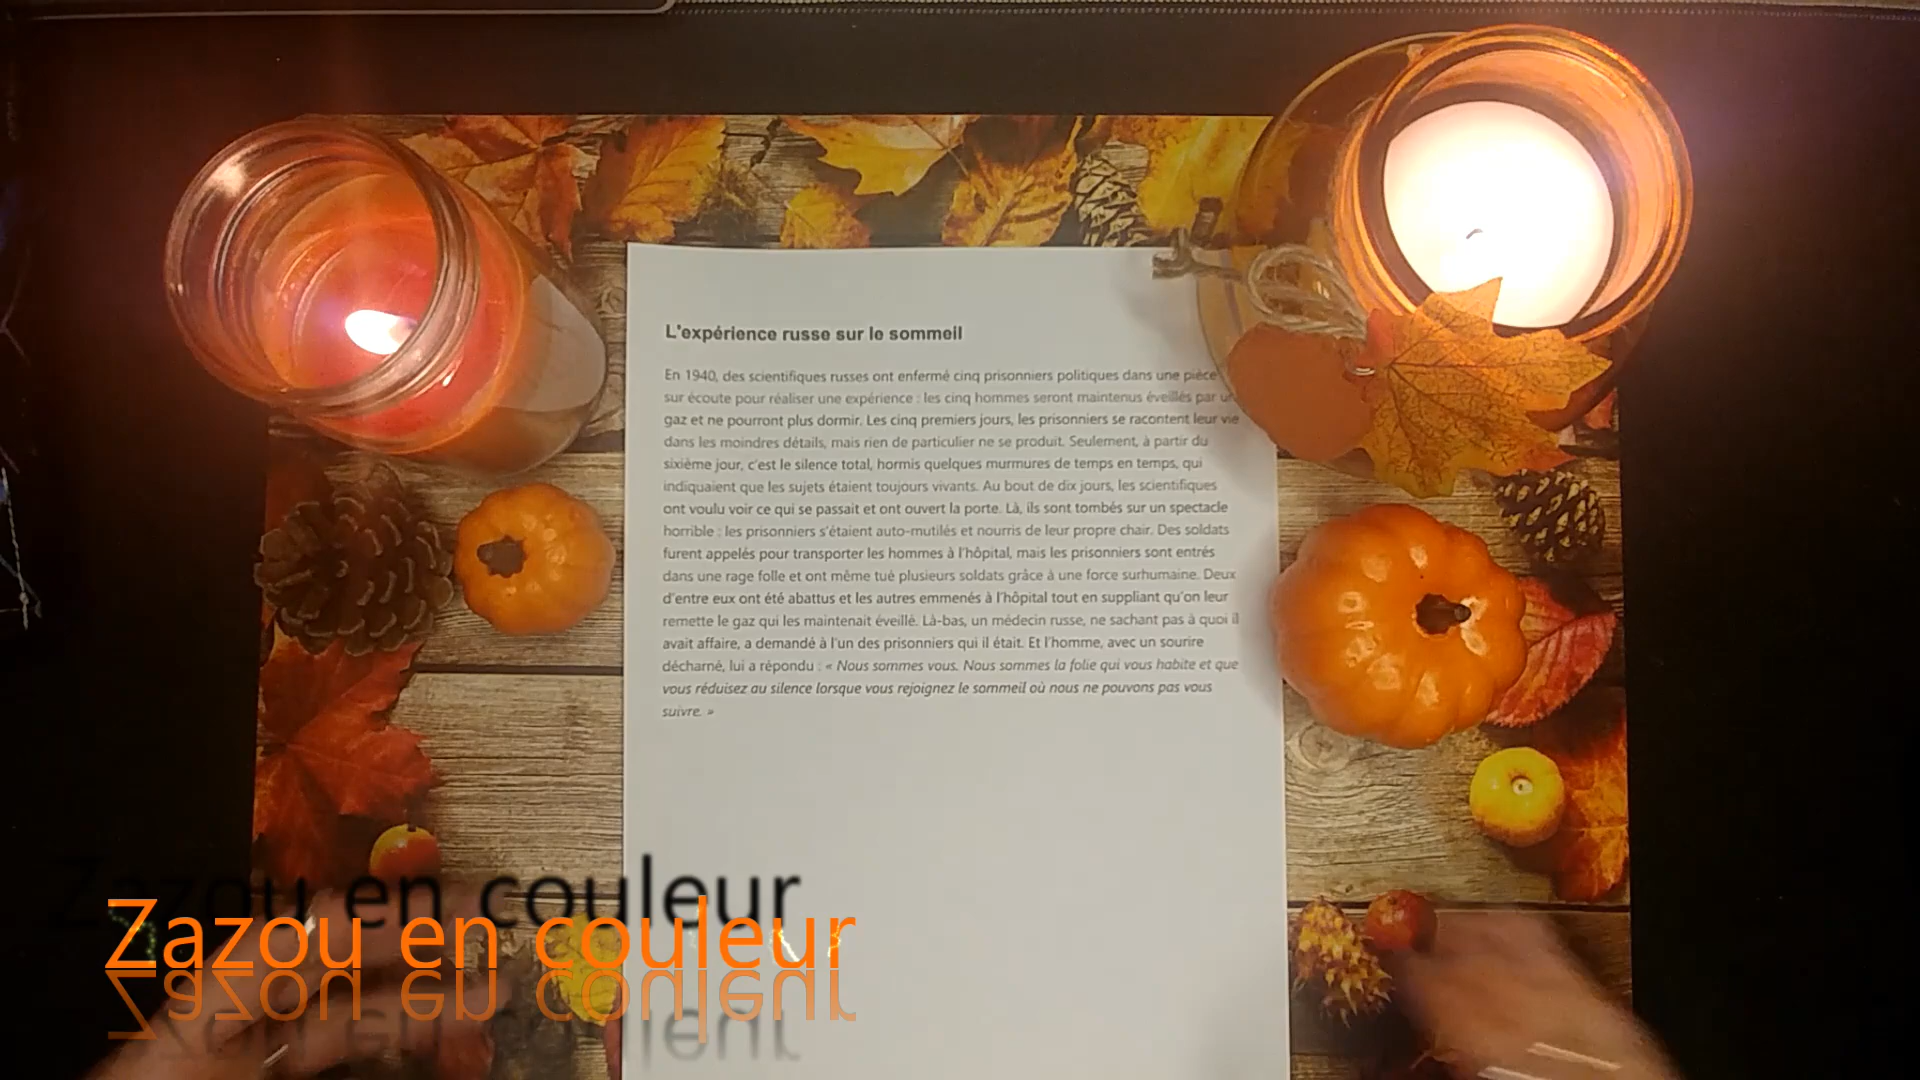 L'expérience russe sur le sommeil
En 1940, des scientifiques russes ont enfermé cinq prisonniers politiques dans une pièce
sur écoute pour réaliser une expérience : les cinq hommes seront maintenus éveillés par un
gaz et ne pourront plus dormir. Les cinq premiers jours, les prisonniers se racontent leur vie
dans les moindres détails, mais rien de particulier ne se produit. Seulement, à partir du
sixième jour, c'est le silence total, hormis quelques murmures de temps en temps, qui
indiquaient que les sujets étaient toujours vivants. Au bout de dix jours, les scientifiques
ont voulu voir ce qui se passait et ont ouvert la porte. Là, ils sont tombés sur un spectacle
horrible : les prisonniers s'étaient auto-mutilés et nourris de leur propre chair. Des soldats
furent appelés pour transporter les hommes à l'hôpital, mais les prisonniers sont entrés
dans une rage folle et ont même tué plusieurs soldats grâce à une force surhumaine. Deux
d'entre eux ont été abattus et les autres emmenés à l'hôpital tout en suppliant qu'on leur
remette le gaz qui les maintenait éveillé. Là-bas, un médecin russe, ne sachant pas à quoi il
avait affaire, a demandé à l'un des prisonniers qui il était. Et l'homme, avec un sourire
décharné, lui a répondu : « Nous sommes vous. Nous sommes la folie qui vous habite et que
vous réduisez au silence lorsque vous rejoignez le sommeil où nous ne pouvons pas vous
suivre. »
Zazou en couleur